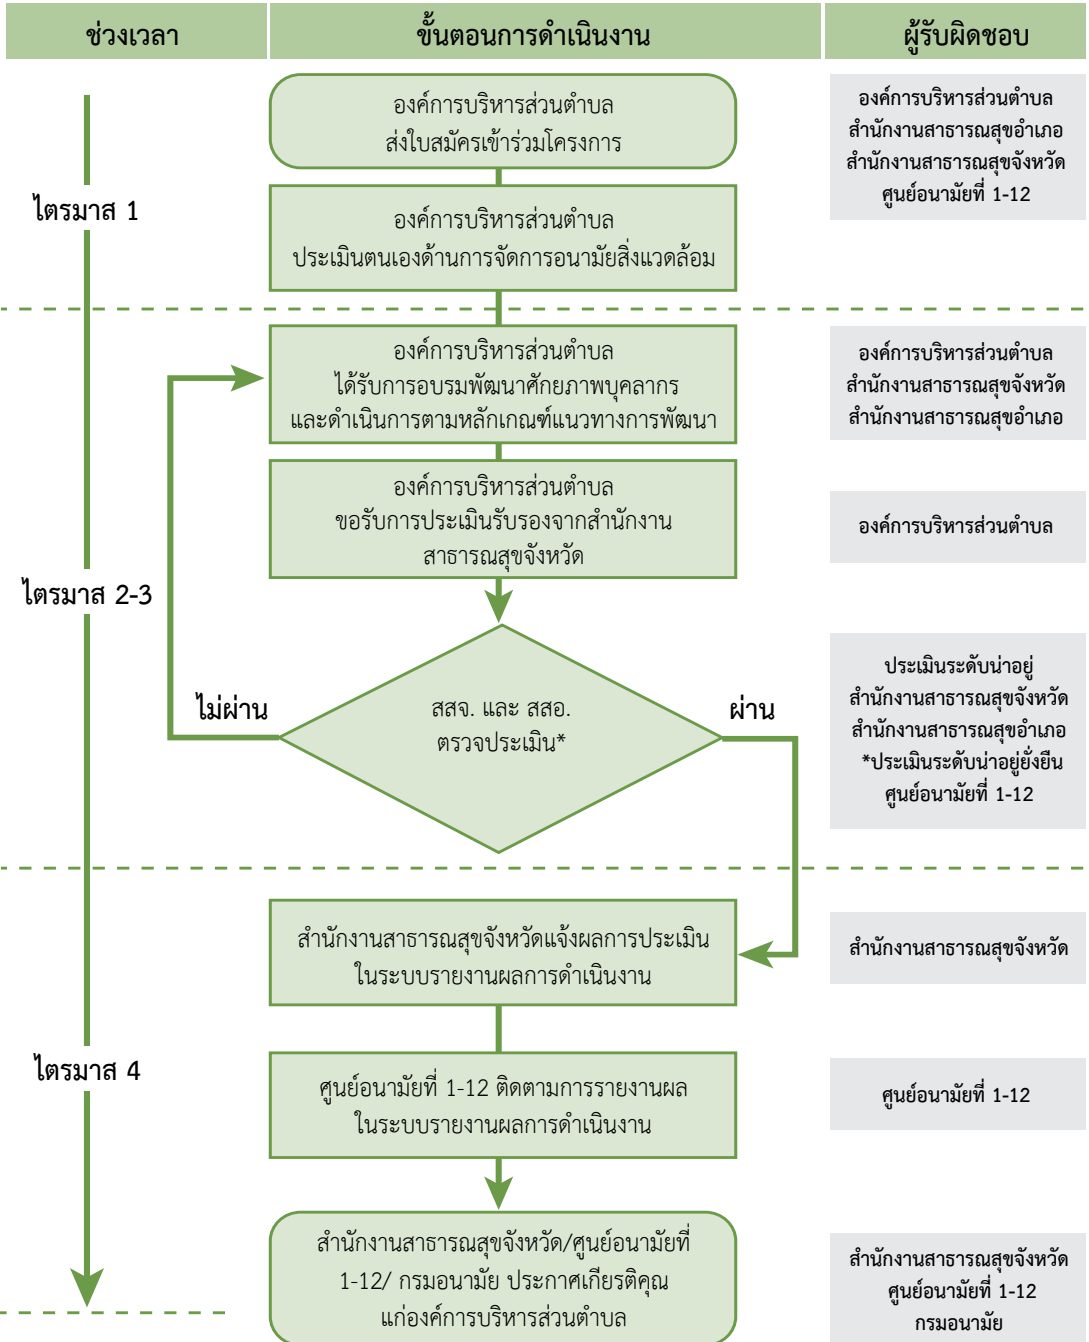 ช่วงเวลา
ขั้นตอนการดำเนินงาน
ผู้รับผิดชอบ
ไตรมาส 1
องค์การบริหารส่วนตำบล
ส่งใบสมัครเข้าร่วมโครงการ
องค์การบริหารส่วนตำบล
สำนักงานสาธารณสุขอำเภอ
สำนักงานสาธารณสุขจังหวัด
ศูนย์อนามัยที่ 1-12
องค์การบริหารส่วนตำบล
ประเมินตนเองด้านการจัดการอนามัยสิ่งแวดล้อม
ไตรมาส 2-3
องค์การบริหารส่วนตำบล
ได้รับการอบรมพัฒนาศักยภาพบุคลากร
และดำเนินการตามหลักเกณฑ์แนวทางการพัฒนา
องค์การบริหารส่วนตำบล
สำนักงานสาธารณสุขจังหวัด
สำนักงานสาธารณสุขอำเภอ
องค์การบริหารส่วนตำบล
ขอรับการประเมินรับรองจากสำนักงาน
สาธารณสุขจังหวัด
องค์การบริหารส่วนตำบล
ไม่ผ่าน
สสจ. และ สสอ.
ตรวจประเมิน*
ผ่าน
ประเมินระดับน่าอยู่
สำนักงานสาธารณสุขจังหวัด
สำนักงานสาธารณสุขอำเภอ
*ประเมินระดับน่าอยู่ยั่งยืน
ศูนย์อนามัยที่ 1-12
ไตรมาส 4
สำนักงานสาธารณสุขจังหวัดแจ้งผลการประเมิน
ในระบบรายงานผลการดำเนินงาน
สำนักงานสาธารณสุขจังหวัด
ศูนย์อนามัยที่ 1-12 ติดตามการรายงานผล
ในระบบรายงานผลการดำเนินงาน
ศูนย์อนามัยที่ 1-12
สำนักงานสาธารณสุขจังหวัด/ศูนย์อนามัยที่
1-12/ กรมอนามัย ประกาศเกียรติคุณ
แก่องค์การบริหารส่วนตำบล
สำนักงานสาธารณสุขจังหวัด
ศูนย์อนามัยที่ 1-12
กรมอนามัย